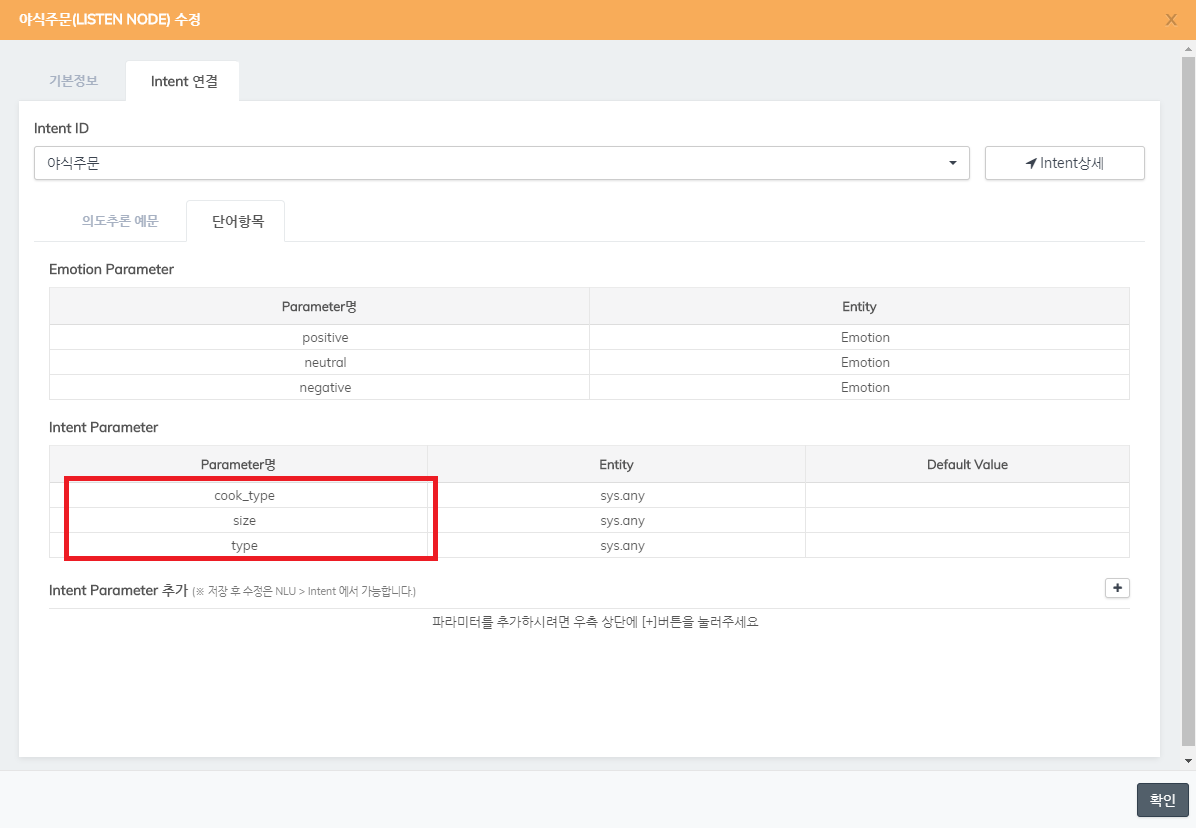 야식주문(LISTEN NODE) 수정 X
기본정보 Intent 연결
Intent ID
야식주문 Intent상세
의도추론 예문 단어항목
Emotion Parameter
Parameter명 Entity
positive Emotion
neutral Emotion
negative Emotion
Intent Parameter
Parameter명 Entity Default Value
cook_type sys.any
size sys.any
type sys.any
Intent Parameter 추가 (※ 저장 후 수정은 NLU > Intent 에서 가능합니다.) +
파라미터를 추가하시려면 우측 상단에 [+]버튼을 눌러주세요
확인